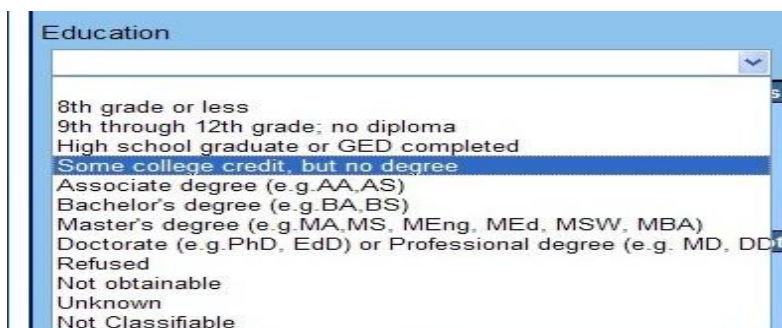 Education
8th grade or less
9th through 12th grade; no diploma
High school graduate or GED completed
Some college credit, but no degree
Associate degree (e.g.AA,AS)
Bachelor's degree (e.g.BA,BS)
Master's degree (e.g.MA,MS, MEng, MEd, MSW, MBA)
Doctorate (e.g.PhD, EdD) or Professional degree (e.g. MD, DD
Refused
Not obtainable
Unknown
Not Classifiable